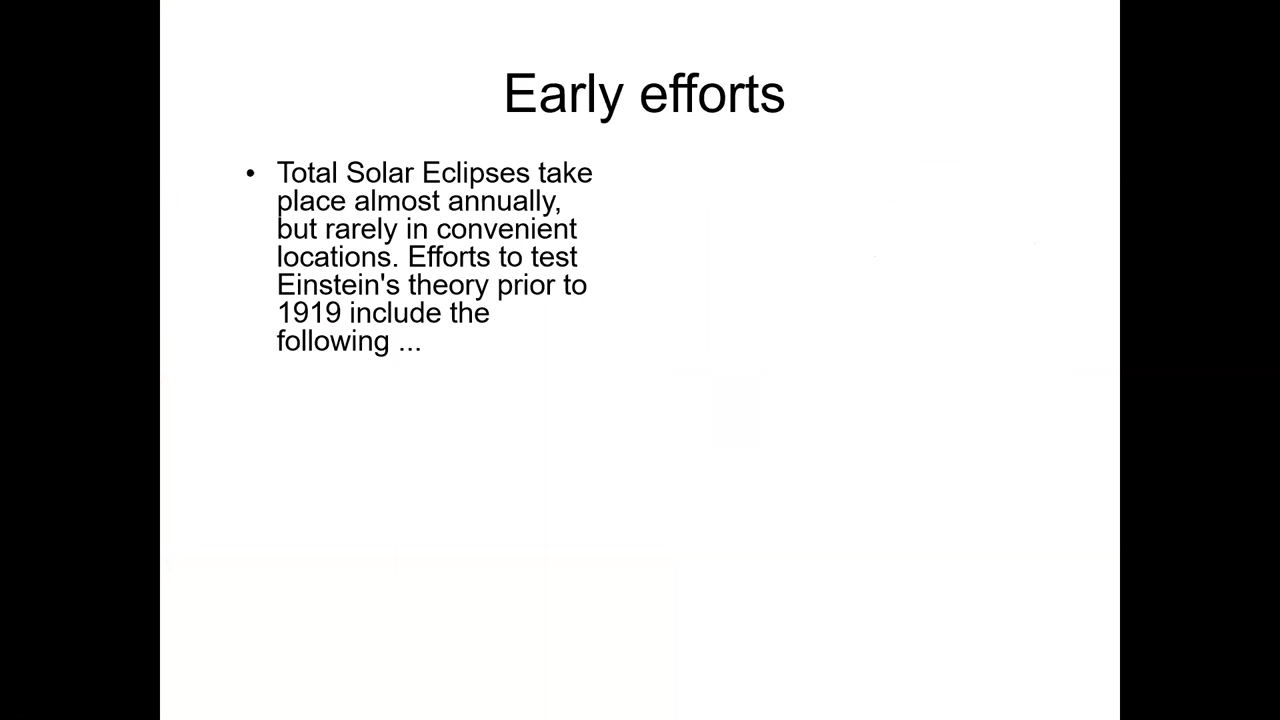 Early efforts
• Total Solar Eclipses take
place almost annually,
but rarely in convenient
locations. Efforts to test
Einstein's theory prior to
1919 include the
following ...